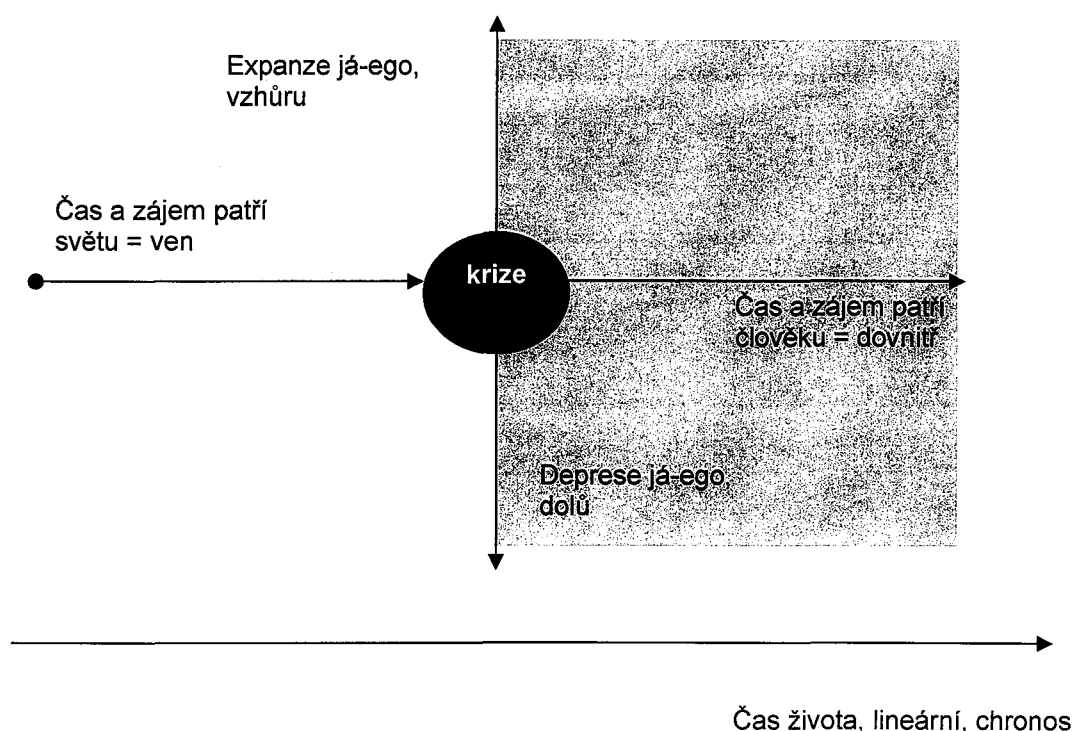 Expanze já-ego,
vzhůru
Čas a zájem patří
světu = ven
krize
Čas a zájem patří
člověku = dovnitř
Deprese já-ego,
dolů
Čas života, lineární, chronos